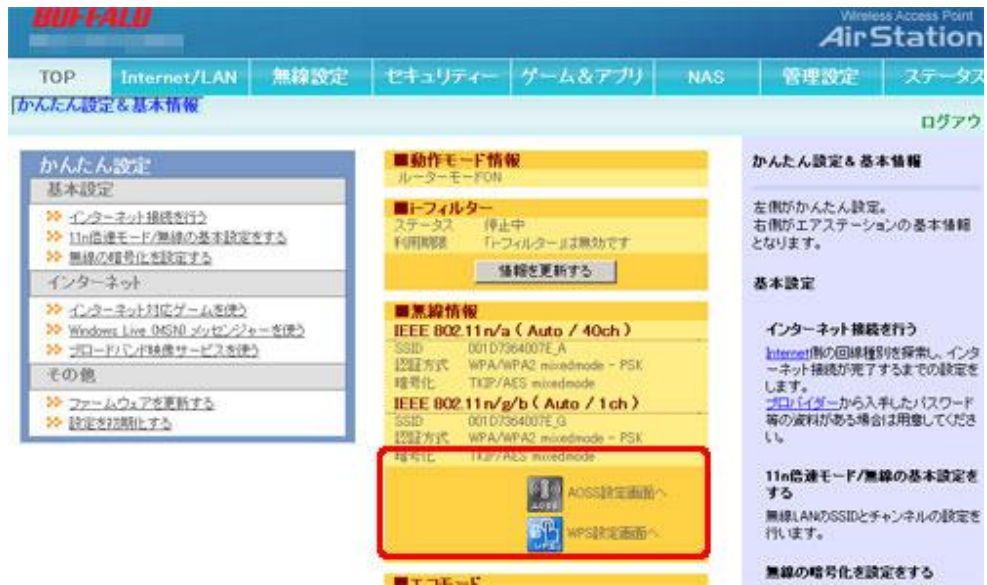 BUFFALO
Wireless Access Point
AirStation
TOP Internet/LAN 無線設定 セキュリティー ゲーム&アプリ NAS 管理設定 ステータス
かんたん設定&基本情報
ログアウ
かんたん設定
基本設定
インターネット接続を行う
11n倍速モード/無線の基本設定をする
無線の暗号化を設定する
インターネット
インターネット対応ゲームを使う
Windows Live (MSN) メッセンジャーを使う
ブロードバンド映像サービスを使う
その他
ファームウェアを更新する
設定を初期化する
■動作モード情報
ルーターモードON
■i-フィルター
ステータス 停止中
利用期限 「i-フィルター」は無効です
情報を更新する
■無線情報
IEEE 802.11n/a ( Auto / 40ch )
SSID 001D7364007E_A
認証方式 WPA/WPA2 mixedmode - PSK
暗号化 TKIP/AES mixedmode
IEEE 802.11n/g/b ( Auto / 1ch )
SSID 001D7364007E_G
認証方式 WPA/WPA2 mixedmode - PSK
暗号化 TKIP/AES mixedmode
AOSS AOSS設定画面へ
WPS WPS設定画面へ
■エコモード
かんたん設定&基本情報
左側がかんたん設定。
右側がエアステーションの基本情報
となります。
基本設定
インターネット接続を行う
Internet側の回線種別を探索し、インタ
ーネット接続が完了するまでの設定を
します。
プロバイダーから入手したパスワード
等の資料がある場合は用意してくださ
い。
11n倍速モード/無線の基本設定を
する
無線LANのSSIDとチャンネルの設定を
行います。
無線の暗号化を設定をする